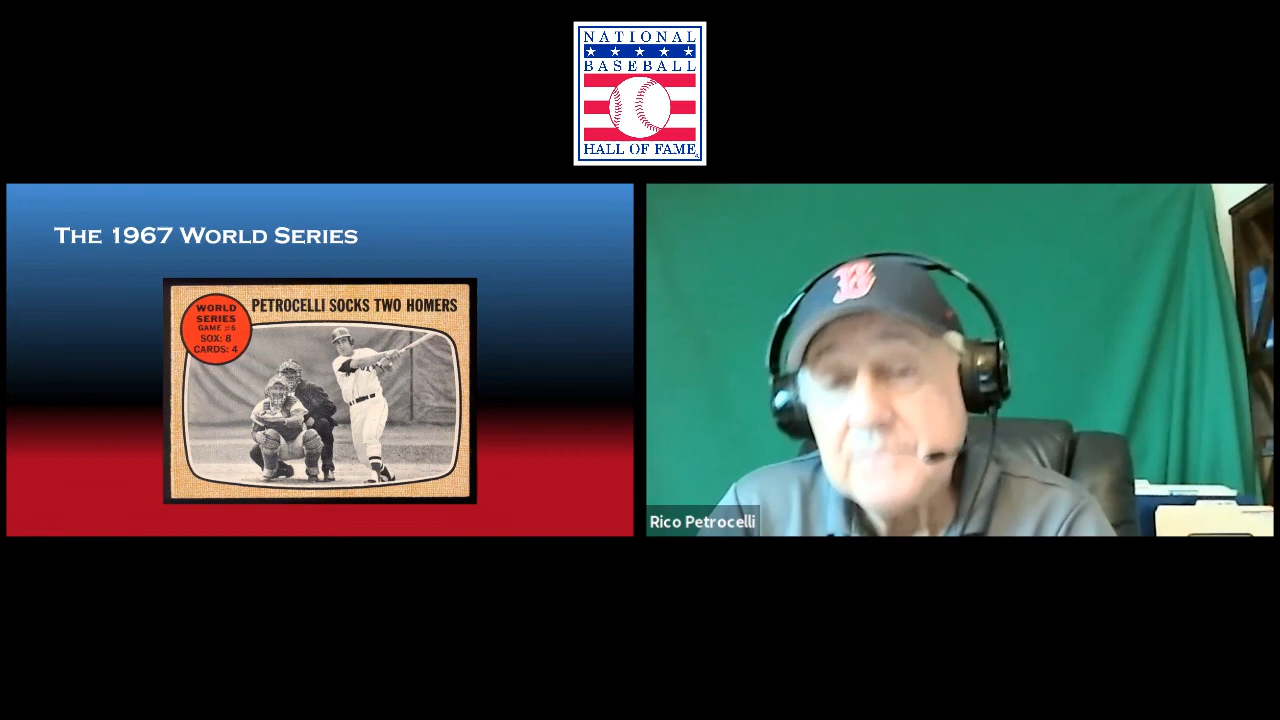 NATIONAL
BASEBALL
HALL OF FAME
THE 1967 WORLD SERIES
WORLD
SERIES
GAME #6
SOX: 8
CARDS: 4
PETROCELLI SOCKS TWO HOMERS
B
Rico Petrocelli